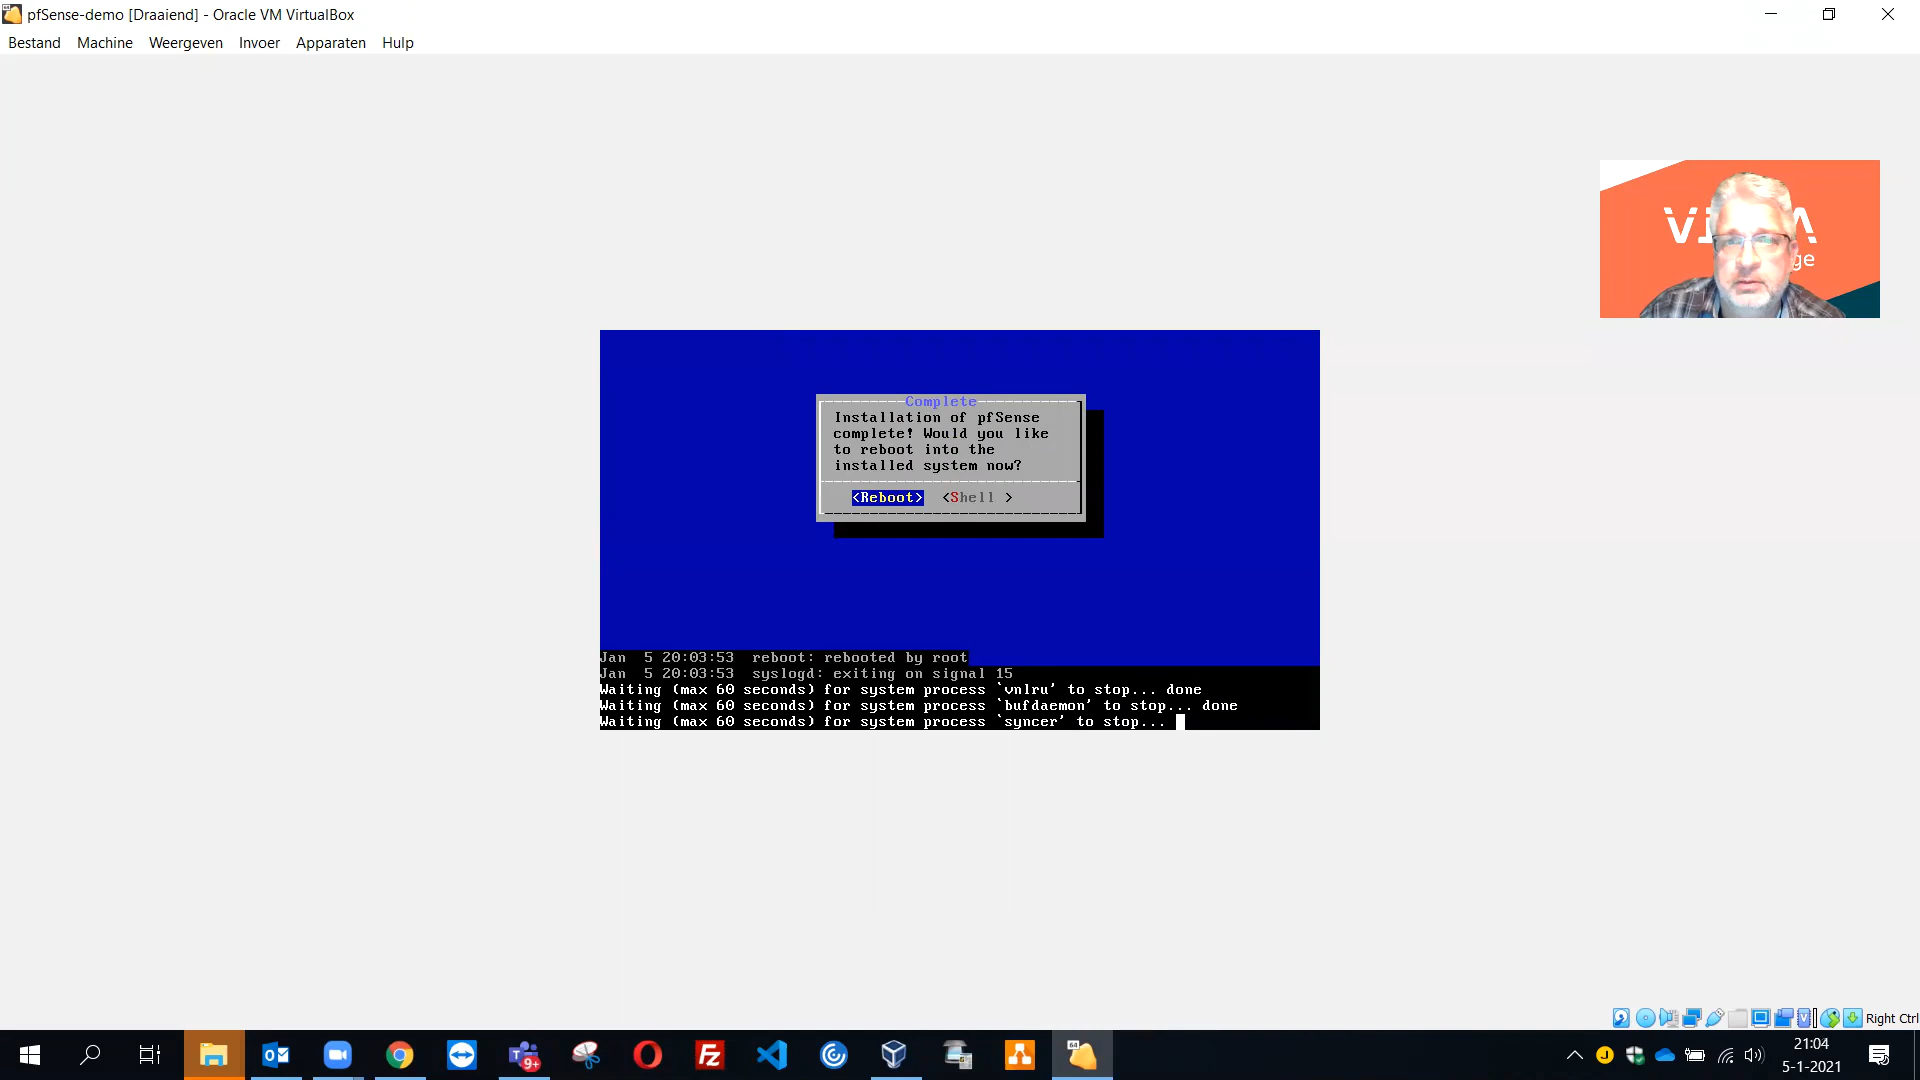 pfSense-demo [Draaiend] - Oracle VM VirtualBox
Bestand Machine Weergeven Invoer Apparaten Hulp
ge
Complete
Installation of pfSense
complete! Would you like
to reboot into the
installed system now?
<Reboot> <Shell >
Jan  5 20:03:53  reboot: rebooted by root
Jan  5 20:03:53  syslogd: exiting on signal 15
Waiting (max 60 seconds) for system process `vnlru' to stop... done
Waiting (max 60 seconds) for system process `bufdaemon' to stop... done
Waiting (max 60 seconds) for system process `syncer' to stop...
Right Ctrl
21:04
5-1-2021